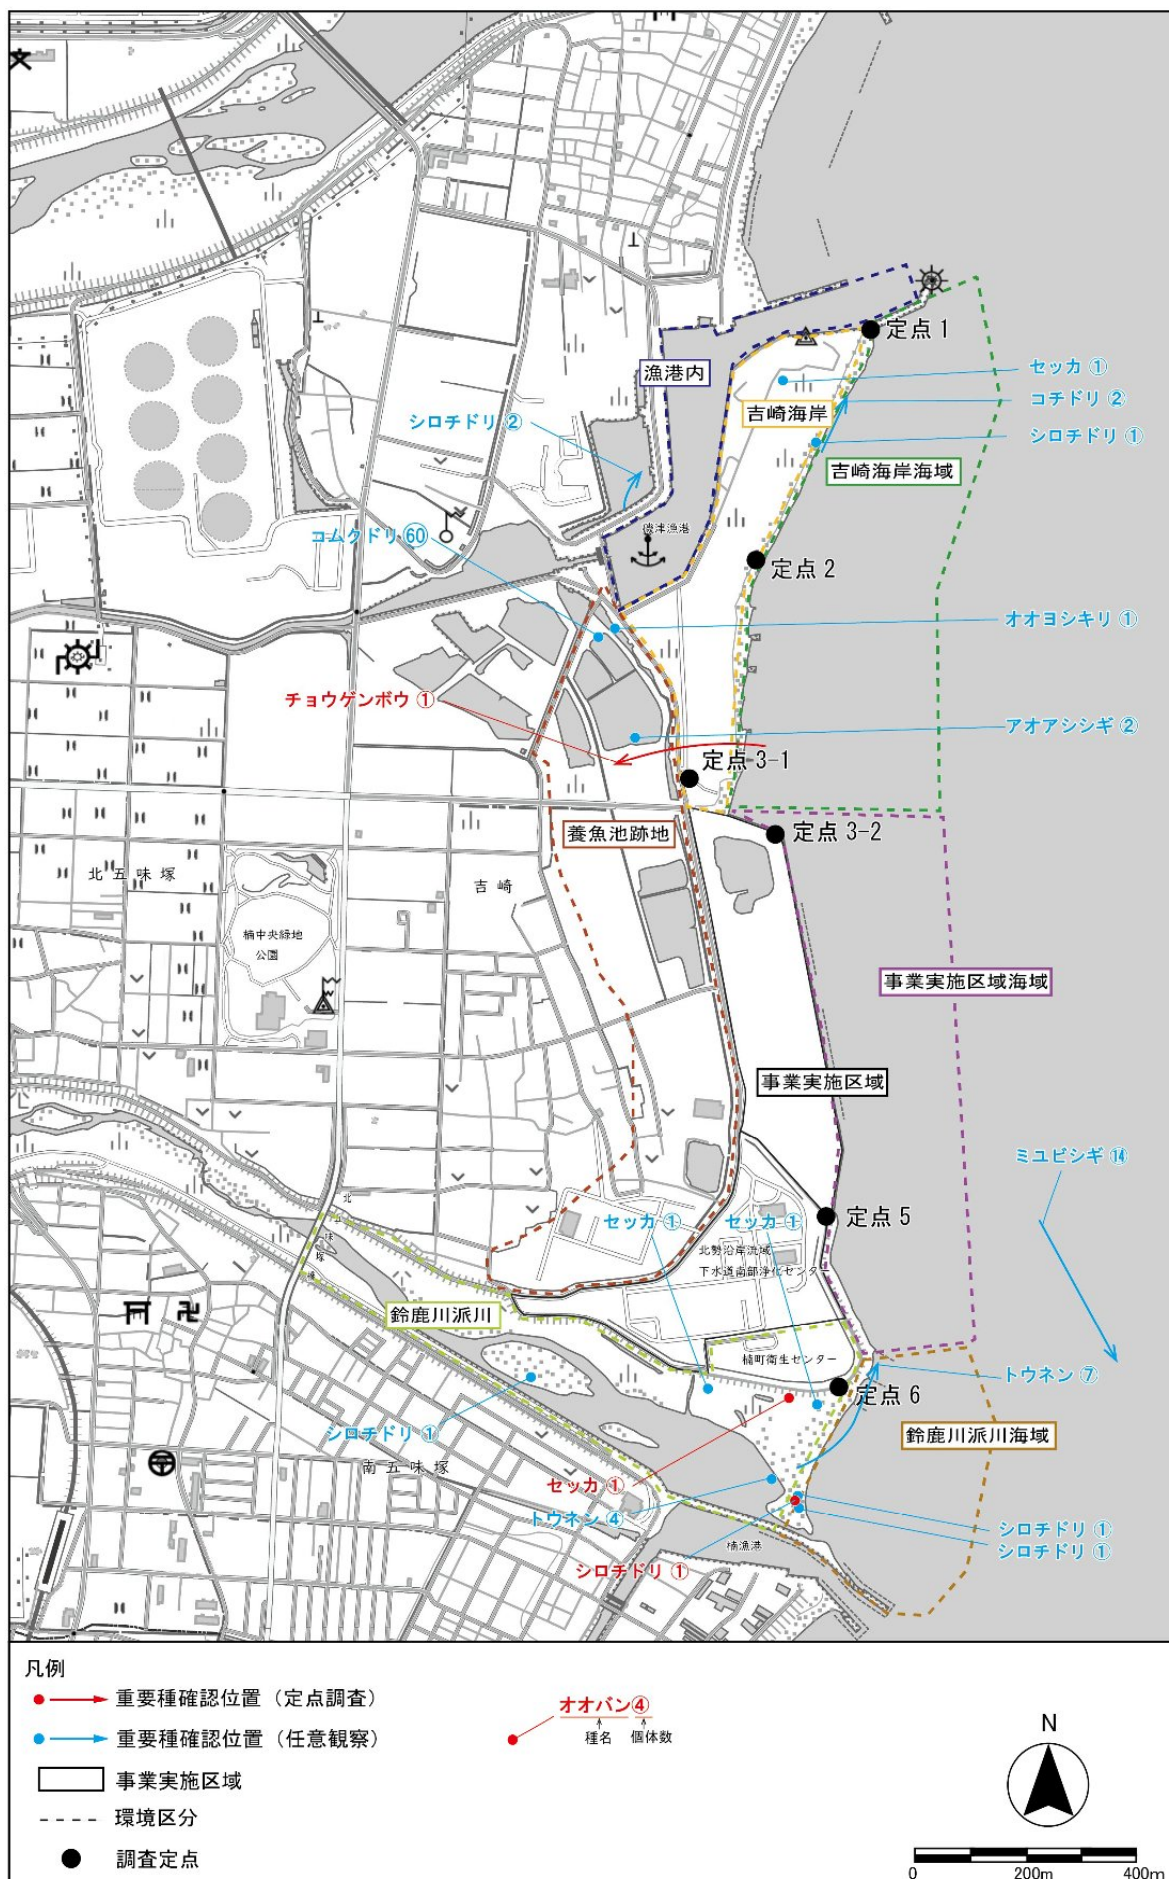 定点 1
セッカ ①
漁港内
コチドリ ②
吉崎海岸
シロチドリ ②
シロチドリ ①
吉崎海岸海域
磯津漁港
コムクドリ ⑥⓪
定点 2
オオヨシキリ ①
チョウゲンボウ ①
アオアシシギ ②
定点 3-1
養魚池跡地
定点 3-2
北五味塚
吉崎
楠中央緑地
公園
事業実施区域海域
事業実施区域
ミユビシギ ⑭
セッカ ①
セッカ ①
定点 5
北勢沿岸流域
下水道南部浄化センター
鈴鹿川派川
楠町衛生センター
トウネン ⑦
定点 6
シロチドリ ①
鈴鹿川派川海域
南五味塚
セッカ ①
トウネン ④
シロチドリ ①
シロチドリ ①
楠漁港
シロチドリ ①
凡例
重要種確認位置（定点調査）
オオバン④
種名 個体数
重要種確認位置（任意観察）
事業実施区域
環境区分
調査定点
N
0 200m 400m